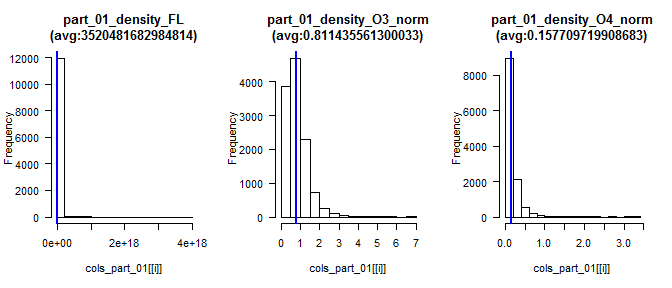 part_01_density_FL
(avg:3520481682984814)
Frequency
12000
10000
8000
6000
4000
2000
0
0e+00
2e+18
4e+18
cols_part_01[[i]]
part_01_density_O3_norm
(avg:0.811435561300033)
Frequency
4000
3000
2000
1000
0
0
1
2
3
4
5
6
7
cols_part_01[[i]]
part_01_density_O4_norm
(avg:0.157709719908683)
Frequency
8000
6000
4000
2000
0
0.0
1.0
2.0
3.0
cols_part_01[[i]]